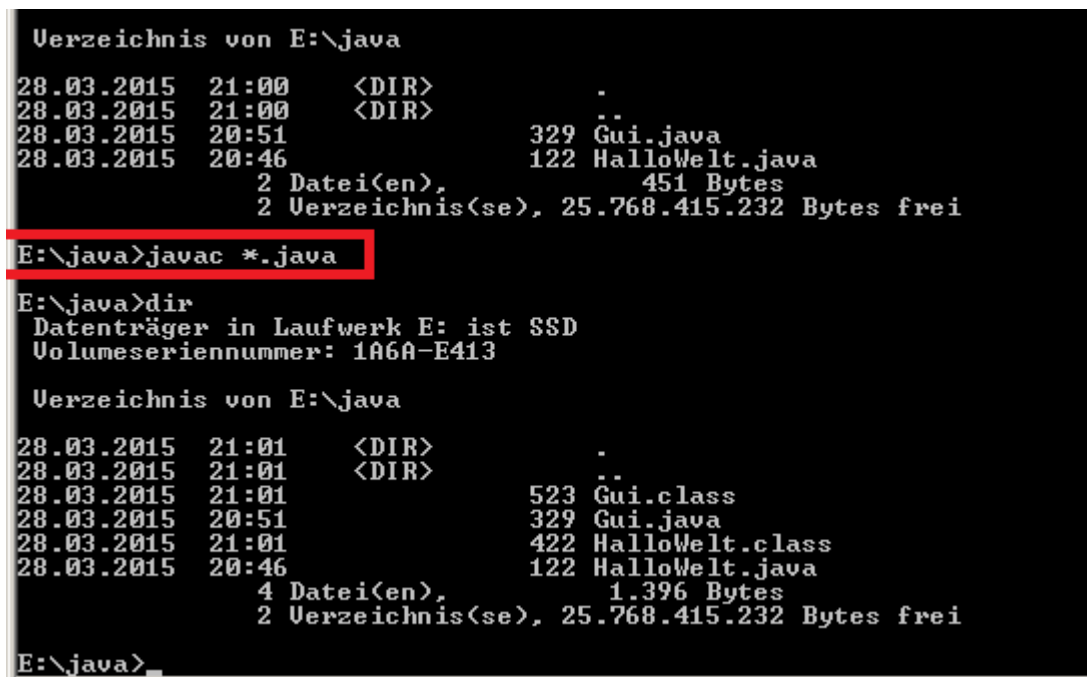 Verzeichnis von E:\java
28.03.2015  21:00    <DIR>          .
28.03.2015  21:00    <DIR>          ..
28.03.2015  20:51               329 Gui.java
28.03.2015  20:46               122 HalloWelt.java
               2 Datei(en),            451 Bytes
               2 Verzeichnis(se), 25.768.415.232 Bytes frei
E:\java>javac *.java
E:\java>dir
Datenträger in Laufwerk E: ist SSD
Volumeseriennummer: 1A6A-E413
Verzeichnis von E:\java
28.03.2015  21:01    <DIR>          .
28.03.2015  21:01    <DIR>          ..
28.03.2015  21:01               523 Gui.class
28.03.2015  20:51               329 Gui.java
28.03.2015  21:01               422 HalloWelt.class
28.03.2015  20:46               122 HalloWelt.java
               4 Datei(en),          1.396 Bytes
               2 Verzeichnis(se), 25.768.415.232 Bytes frei
E:\java>_